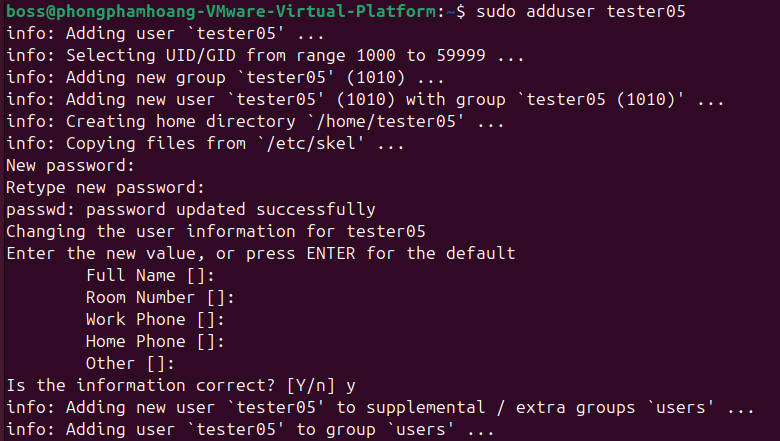 boss@phongphamhoang-VMware-Virtual-Platform:~$ sudo adduser tester05
info: Adding user `tester05' ...
info: Selecting UID/GID from range 1000 to 59999 ...
info: Adding new group `tester05' (1010) ...
info: Adding new user `tester05' (1010) with group `tester05 (1010)' ...
info: Creating home directory `/home/tester05' ...
info: Copying files from `/etc/skel' ...
New password:
Retype new password:
passwd: password updated successfully
Changing the user information for tester05
Enter the new value, or press ENTER for the default
        Full Name []:
        Room Number []:
        Work Phone []:
        Home Phone []:
        Other []:
Is the information correct? [Y/n] y
info: Adding new user `tester05' to supplemental / extra groups `users' ...
info: Adding user `tester05' to group `users' ...